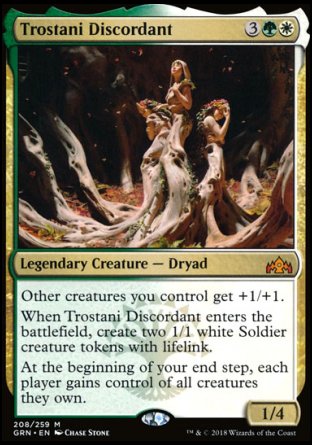 Trostani Discordant 3
Legendary Creature — Dryad
Other creatures you control get +1/+1.
When Trostani Discordant enters the
battlefield, create two 1/1 white Soldier
creature tokens with lifelink.
At the beginning of your end step, each
player gains control of all creatures
they own.
1/4
208/259 M
GRN • EN Chase Stone
™ & © 2018 Wizards of the Coast